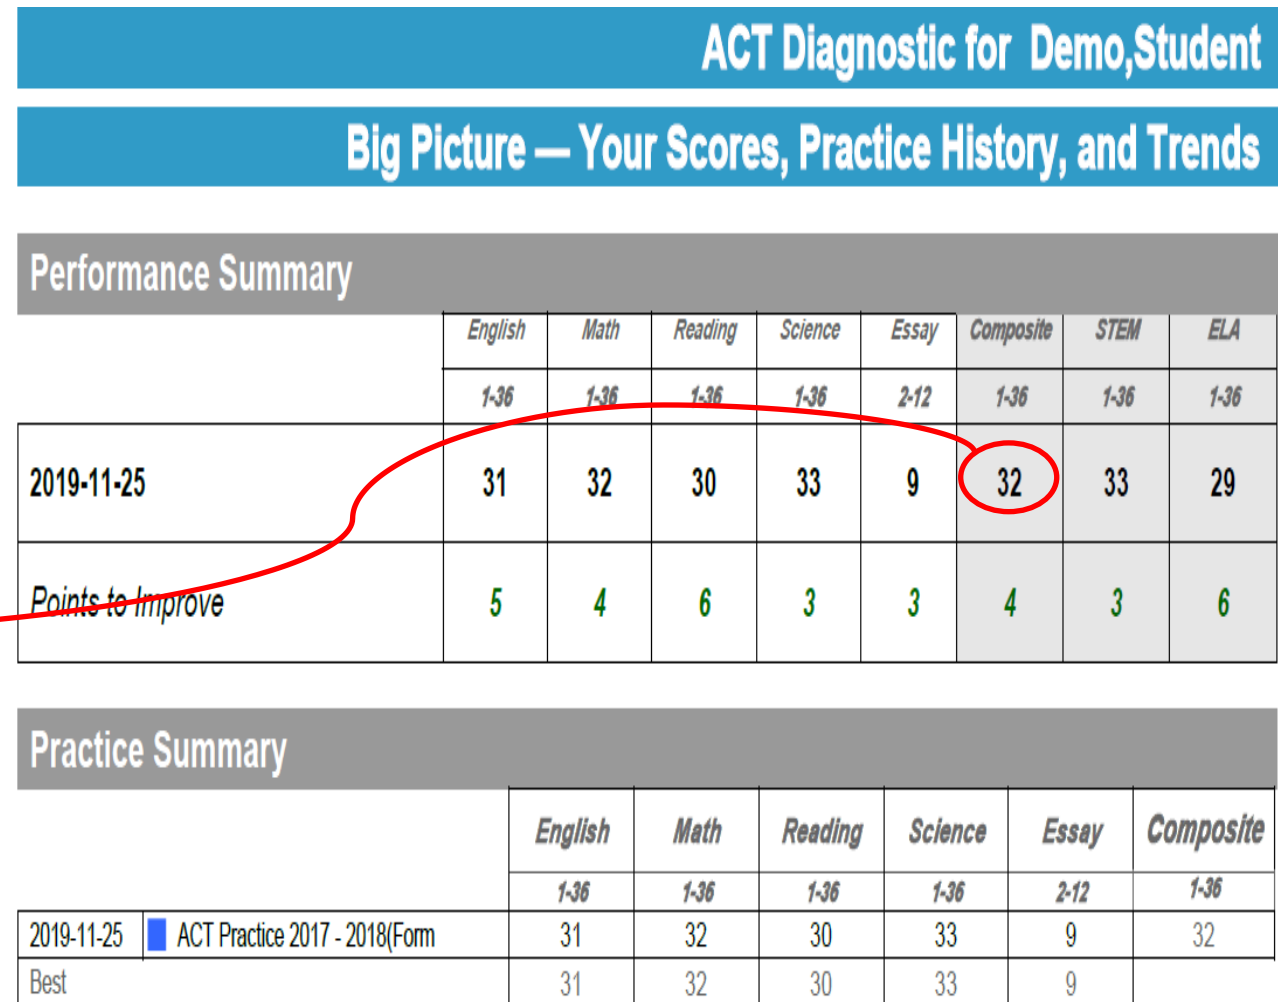 ACT Diagnostic for Demo,Student
Big Picture — Your Scores, Practice History, and Trends
Performance Summary
English Math Reading Science Essay Composite STEM ELA
1-36 1-36 1-36 1-36 2-12 1-36 1-36 1-36
2019-11-25 31 32 30 33 9 32 33 29
Points to Improve 5 4 6 3 3 4 3 6
Practice Summary
English Math Reading Science Essay Composite
1-36 1-36 1-36 1-36 2-12 1-36
2019-11-25 ACT Practice 2017 - 2018(Form 31 32 30 33 9 32
Best 31 32 30 33 9